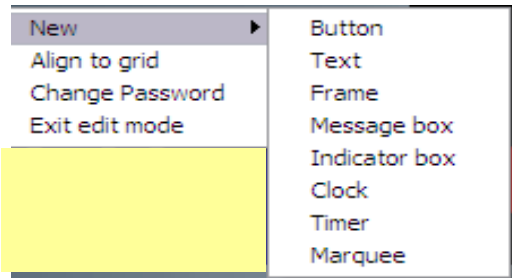 New
Align to grid
Change Password
Exit edit mode
Button
Text
Frame
Message box
Indicator box
Clock
Timer
Marquee